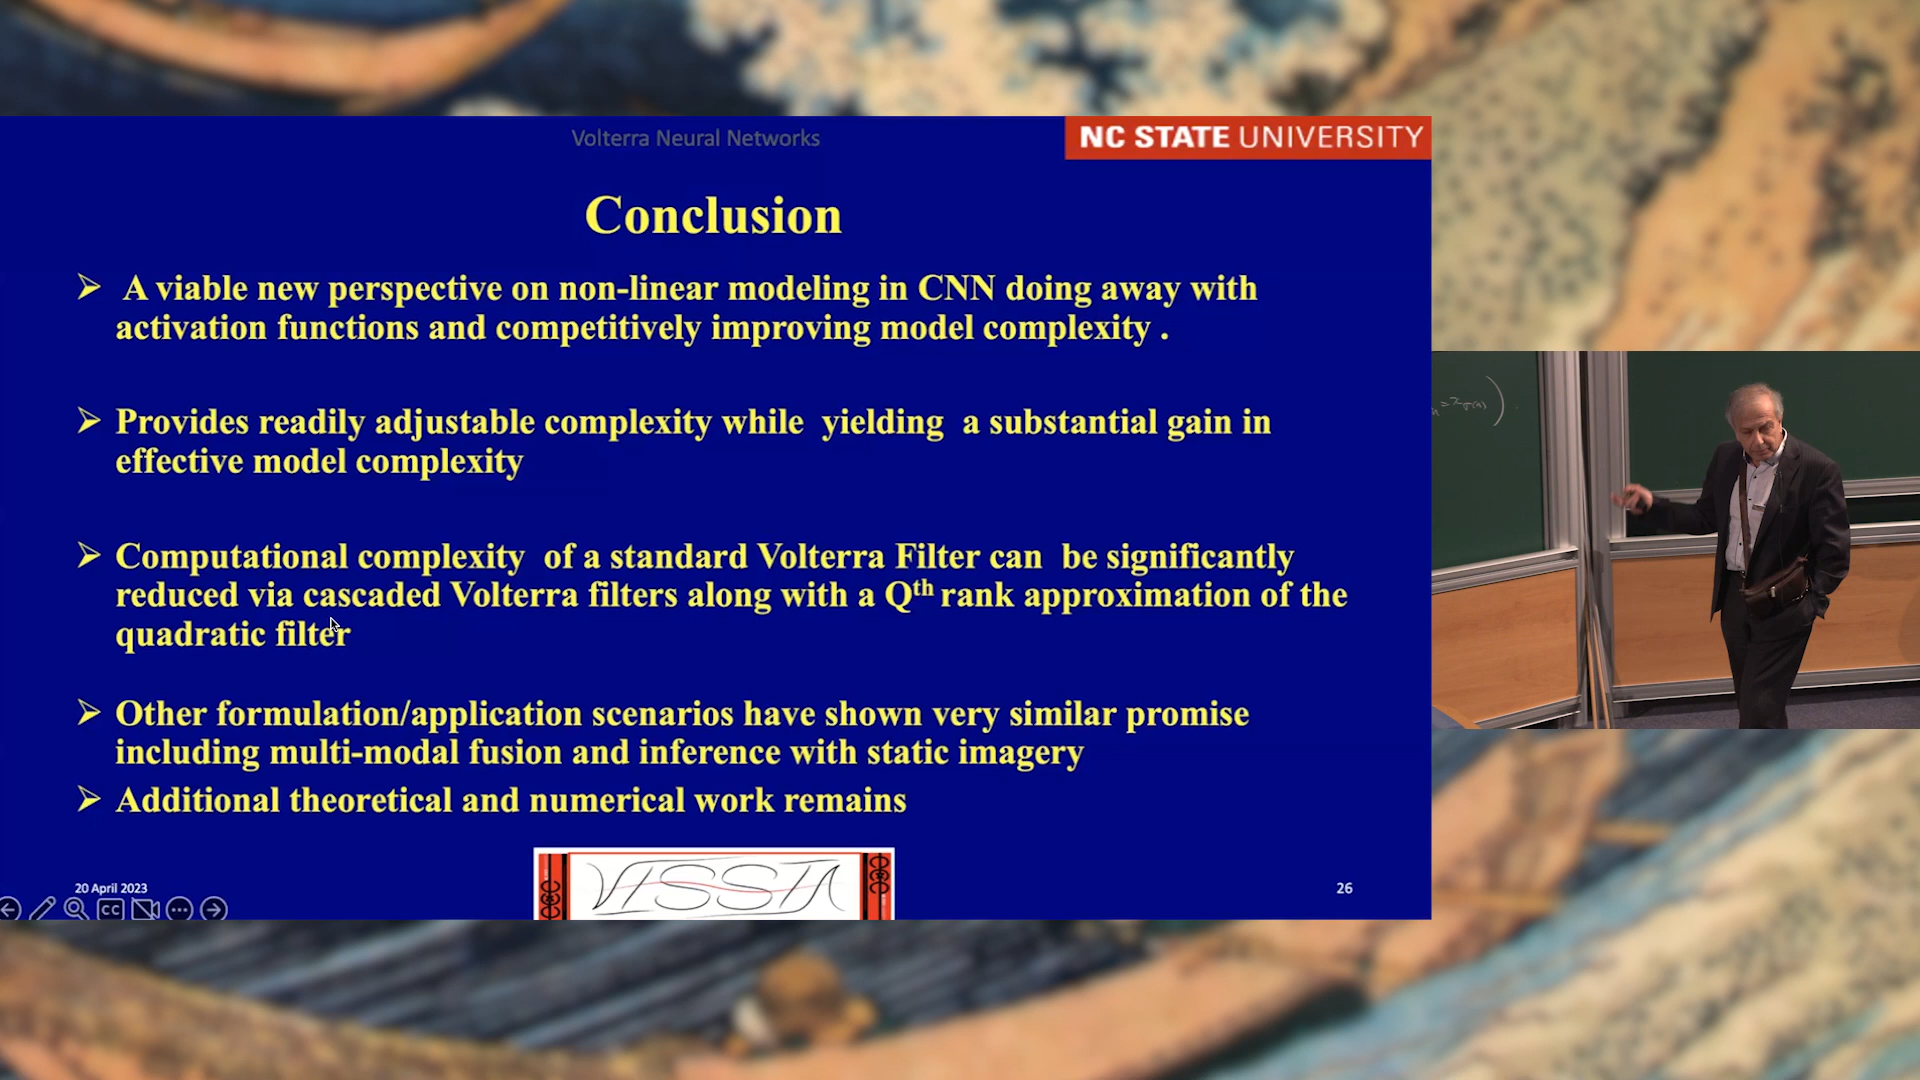 Volterra Neural Networks
NC STATE UNIVERSITY
Conclusion
➢ A viable new perspective on non-linear modeling in CNN doing away with
activation functions and competitively improving model complexity .
➢ Provides readily adjustable complexity while yielding a substantial gain in
effective model complexity
➢ Computational complexity of a standard Volterra Filter can be significantly
reduced via cascaded Volterra filters along with a Qth rank approximation of the
quadratic filter
➢ Other formulation/application scenarios have shown very similar promise
including multi-modal fusion and inference with static imagery
➢ Additional theoretical and numerical work remains
VISSTA
20 April 2023
26
CC